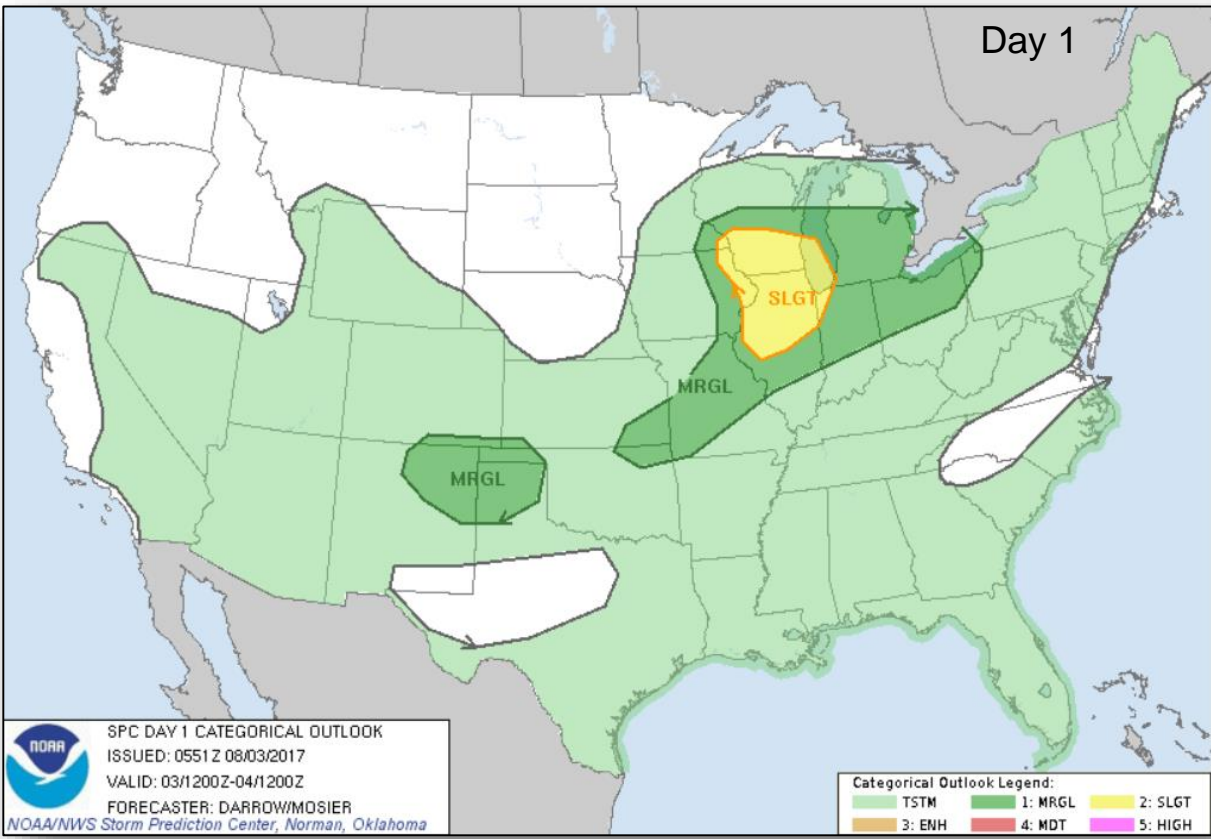 Day 1
SLGT
MRGL
MRGL
NOAA
SPC DAY 1 CATEGORICAL OUTLOOK
ISSUED: 0551Z 08/03/2017
VALID: 03/1200Z-04/1200Z
FORECASTER: DARROW/MOSIER
NOAA/NWS Storm Prediction Center, Norman, Oklahoma
Categorical Outlook Legend:
TSTM 1: MRGL 2: SLGT
3: ENH 4: MDT 5: HIGH